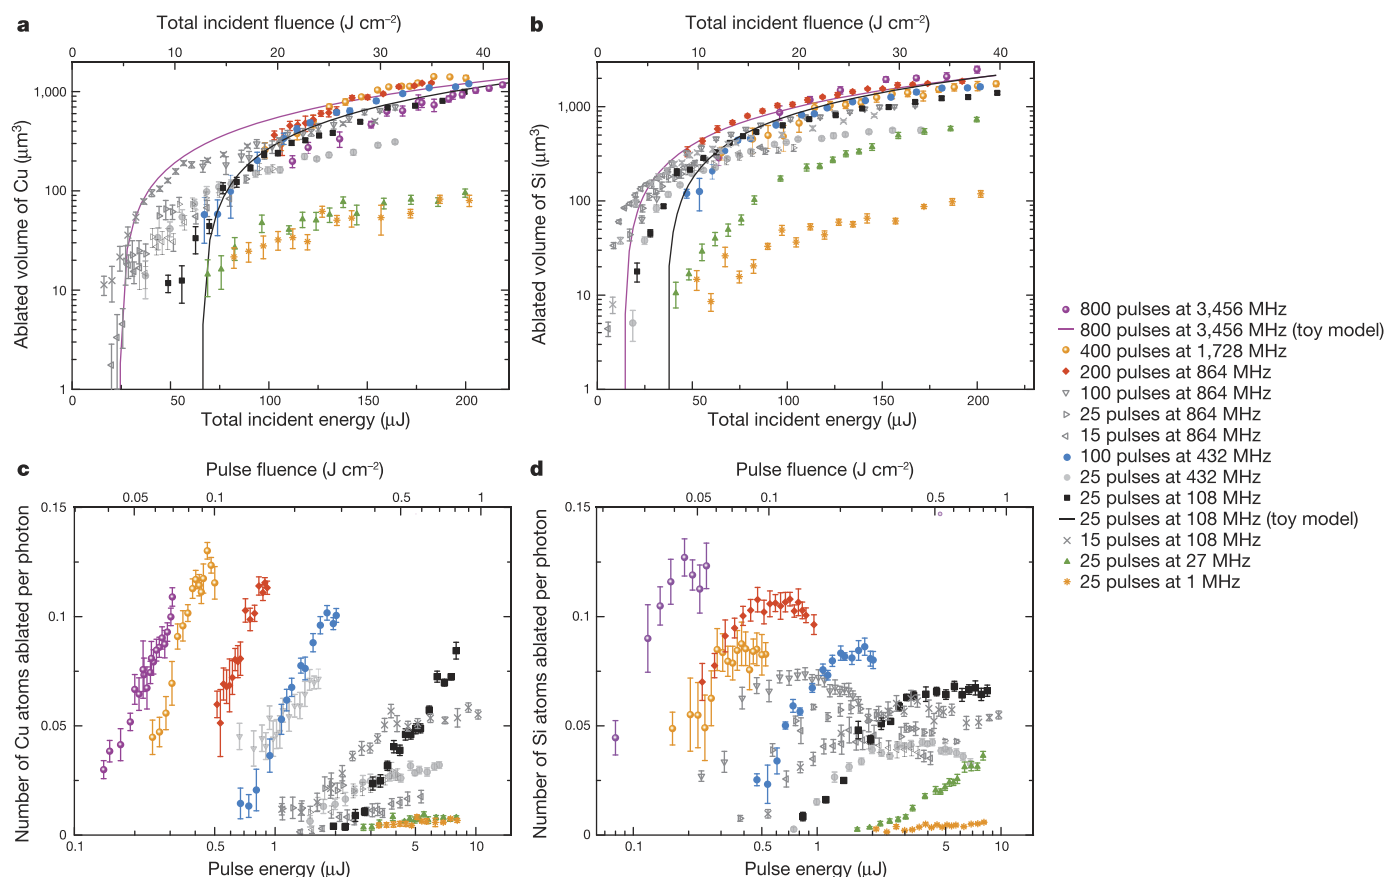 a
Total incident fluence (J cm⁻²)
0 10 20 30 40
Ablated volume of Cu (μm³)
1,000
100
10
1
0 50 100 150 200
Total incident energy (μJ)
b
Total incident fluence (J cm⁻²)
0 10 20 30 40
Ablated volume of Si (μm³)
1,000
100
10
1
0 50 100 150 200
Total incident energy (μJ)
800 pulses at 3,456 MHz
800 pulses at 3,456 MHz (toy model)
400 pulses at 1,728 MHz
200 pulses at 864 MHz
100 pulses at 864 MHz
25 pulses at 864 MHz
15 pulses at 864 MHz
100 pulses at 432 MHz
25 pulses at 432 MHz
25 pulses at 108 MHz
25 pulses at 108 MHz (toy model)
15 pulses at 108 MHz
25 pulses at 27 MHz
25 pulses at 1 MHz
c
Pulse fluence (J cm⁻²)
0.05 0.1 0.5 1
Number of Cu atoms ablated per photon
0.15
0.10
0.05
0
0.1 0.5 1 5 10
Pulse energy (μJ)
d
Pulse fluence (J cm⁻²)
0.05 0.1 0.5 1
Number of Si atoms ablated per photon
0.15
0.10
0.05
0
0.1 0.5 1 5 10
Pulse energy (μJ)